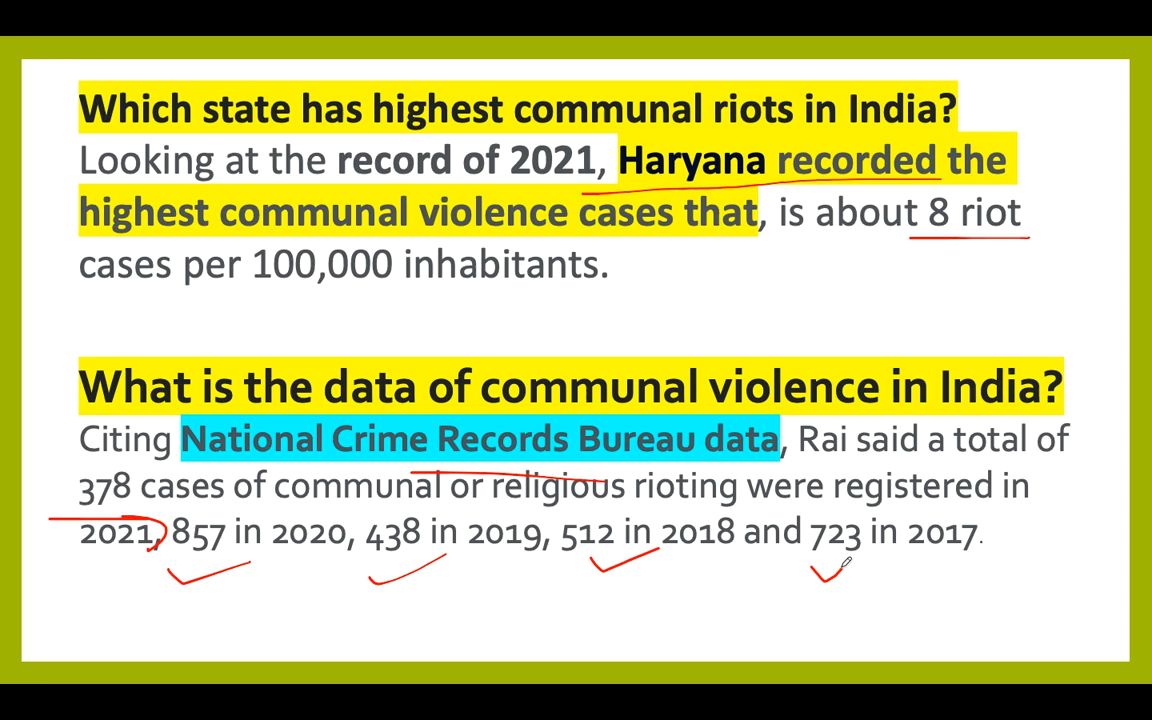 Which state has highest communal riots in India?
Looking at the record of 2021, Haryana recorded the
highest communal violence cases that, is about 8 riot
cases per 100,000 inhabitants.
What is the data of communal violence in India?
Citing National Crime Records Bureau data, Rai said a total of
378 cases of communal or religious rioting were registered in
2021, 857 in 2020, 438 in 2019, 512 in 2018 and 723 in 2017.